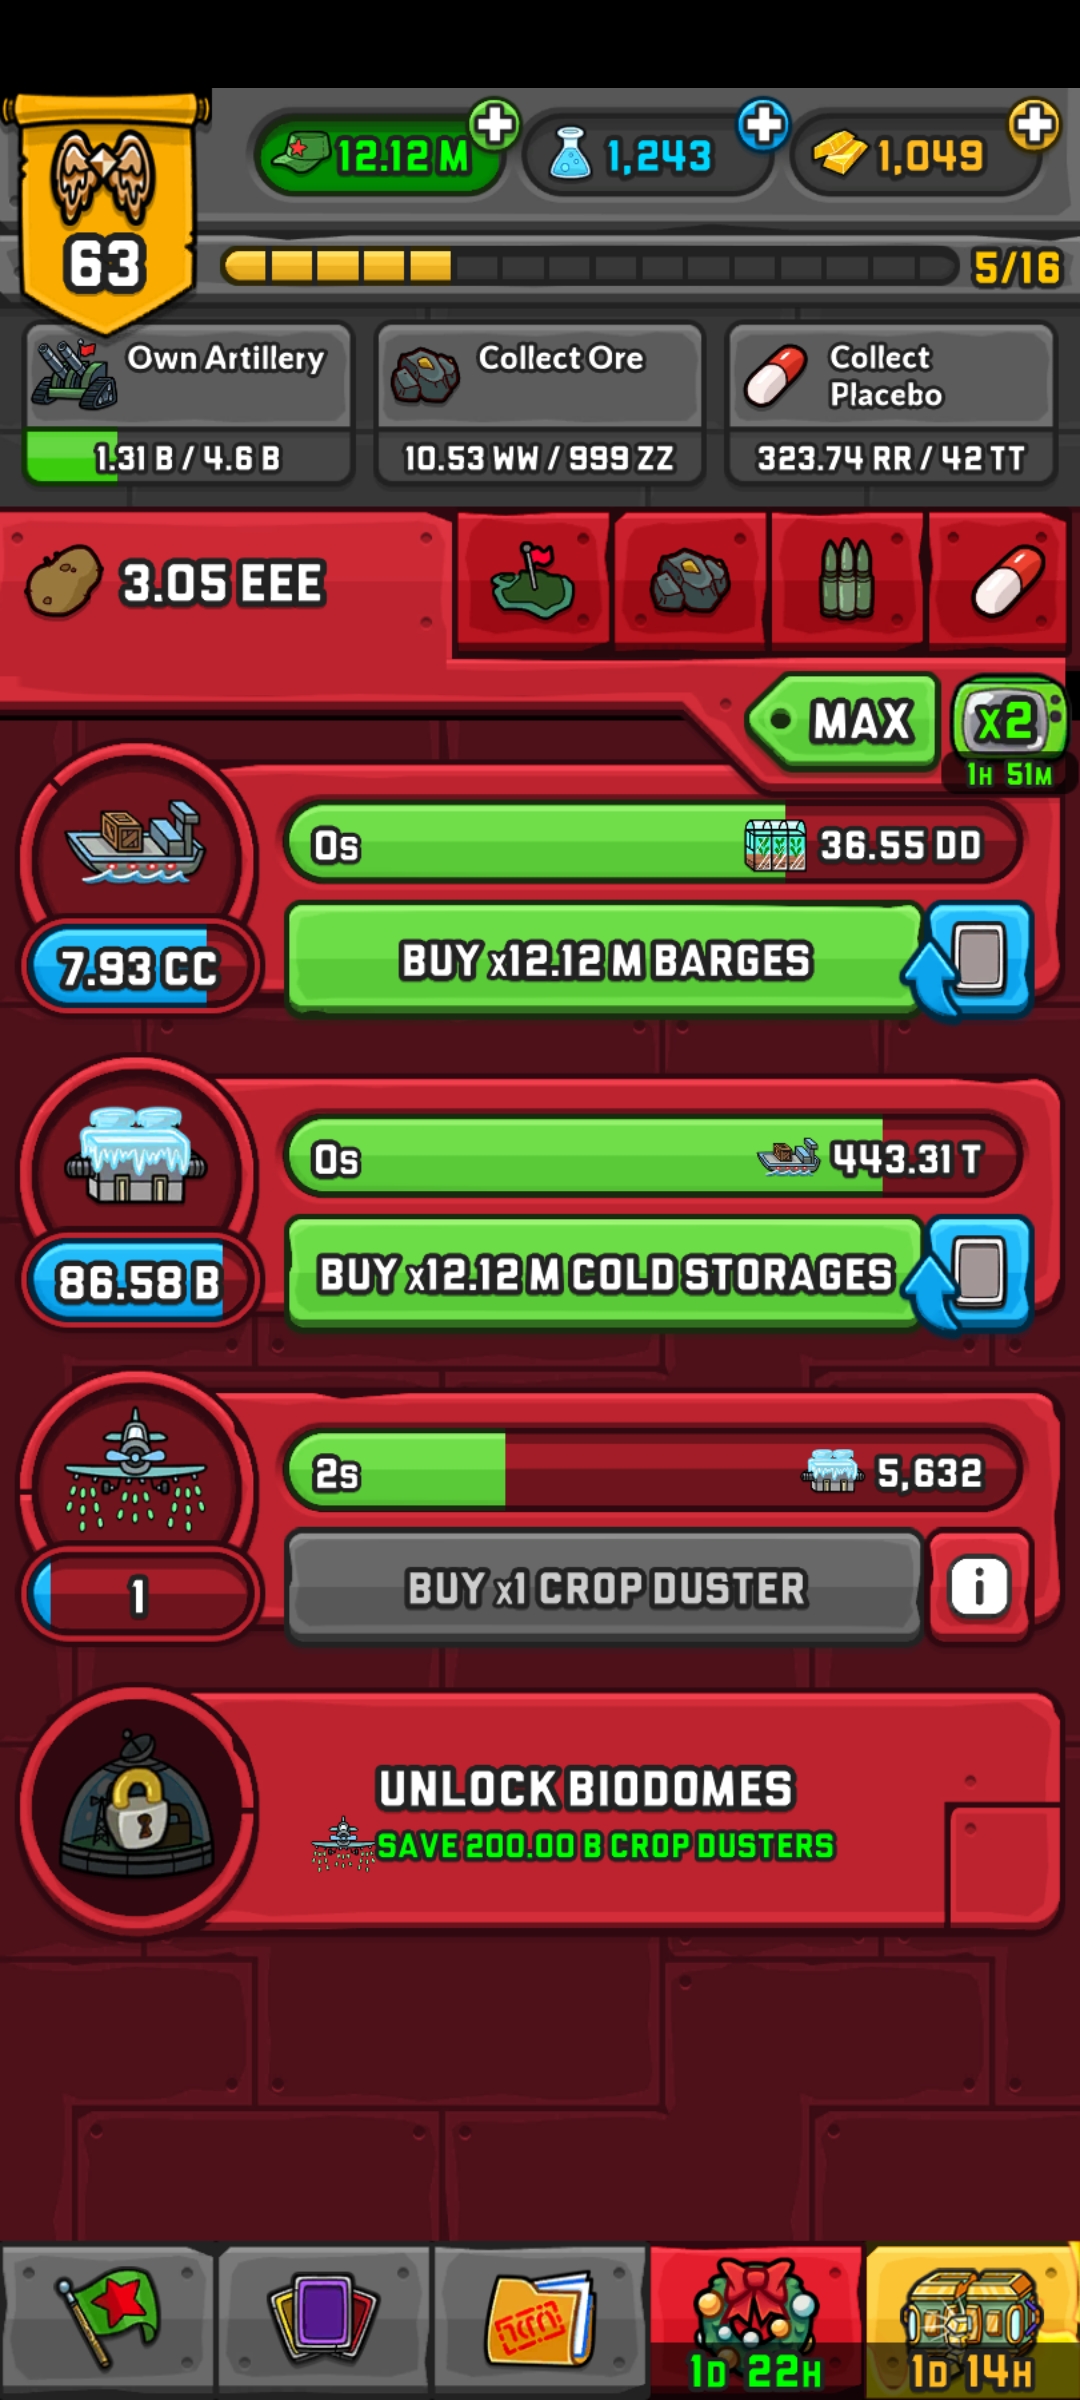 12.12 M
1,243
1,049
63
5/16
Own Artillery
1.31 B / 4.6 B
Collect Ore
10.53 WW / 999 ZZ
Collect
Placebo
323.74 RR / 42 TT
3.05 EEE
MAX
x2
1H 51M
0s
36.55 DD
7.93 CC
BUY x12.12 M BARGES
0s
443.31 T
86.58 B
BUY x12.12 M COLD STORAGES
2s
5,632
1
BUY x1 CROP DUSTER
i
UNLOCK BIODOMES
SAVE 200.00 B CROP DUSTERS
1D 22H
1D 14H